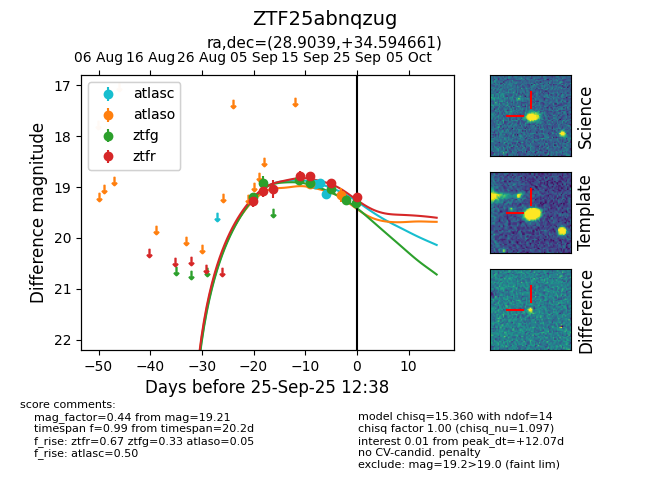 ZTF25abnqzug
ra,dec=(28.9039,+34.594661)
06 Aug 16 Aug 26 Aug 05 Sep 15 Sep 25 Sep 05 Oct
17
18
19
20
21
22
Difference magnitude
atlasc
atlaso
ztfg
ztfr
−50 −40 −30 −20 −10 0 10
Days before 25-Sep-25 12:38
Science
Template
Difference
score comments:
mag_factor=0.44 from mag=19.21
timespan f=0.99 from timespan=20.2d
f_rise: ztfr=0.67 ztfg=0.33 atlaso=0.05
f_rise: atlasc=0.50
model chisq=15.360 with ndof=14
chisq factor 1.00 (chisq_nu=1.097)
interest 0.01 from peak_dt=+12.07d
no CV-candid. penalty
exclude: mag=19.2>19.0 (faint lim)